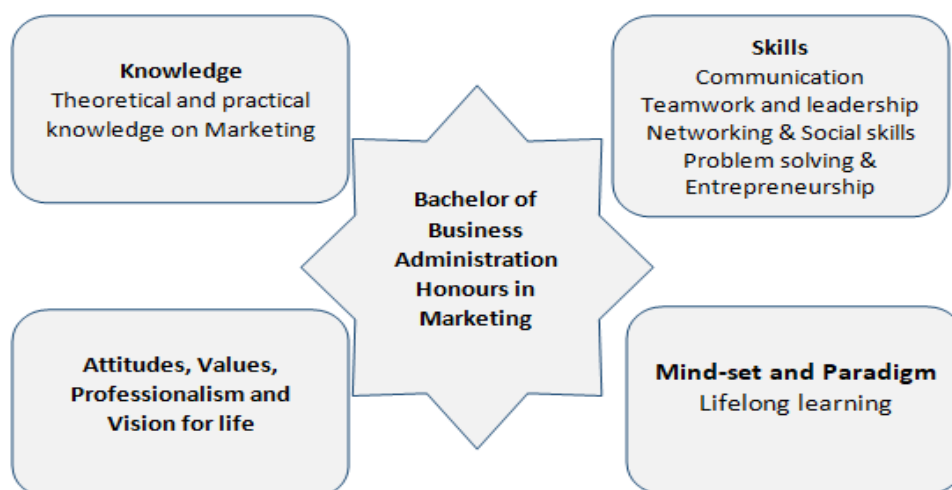 Knowledge
Theoretical and practical
knowledge on Marketing
Skills
Communication
Teamwork and leadership
Networking & Social skills
Problem solving &
Entrepreneurship
Bachelor of
Business
Administration
Honours in
Marketing
Attitudes, Values,
Professionalism and
Vision for life
Mind-set and Paradigm
Lifelong learning